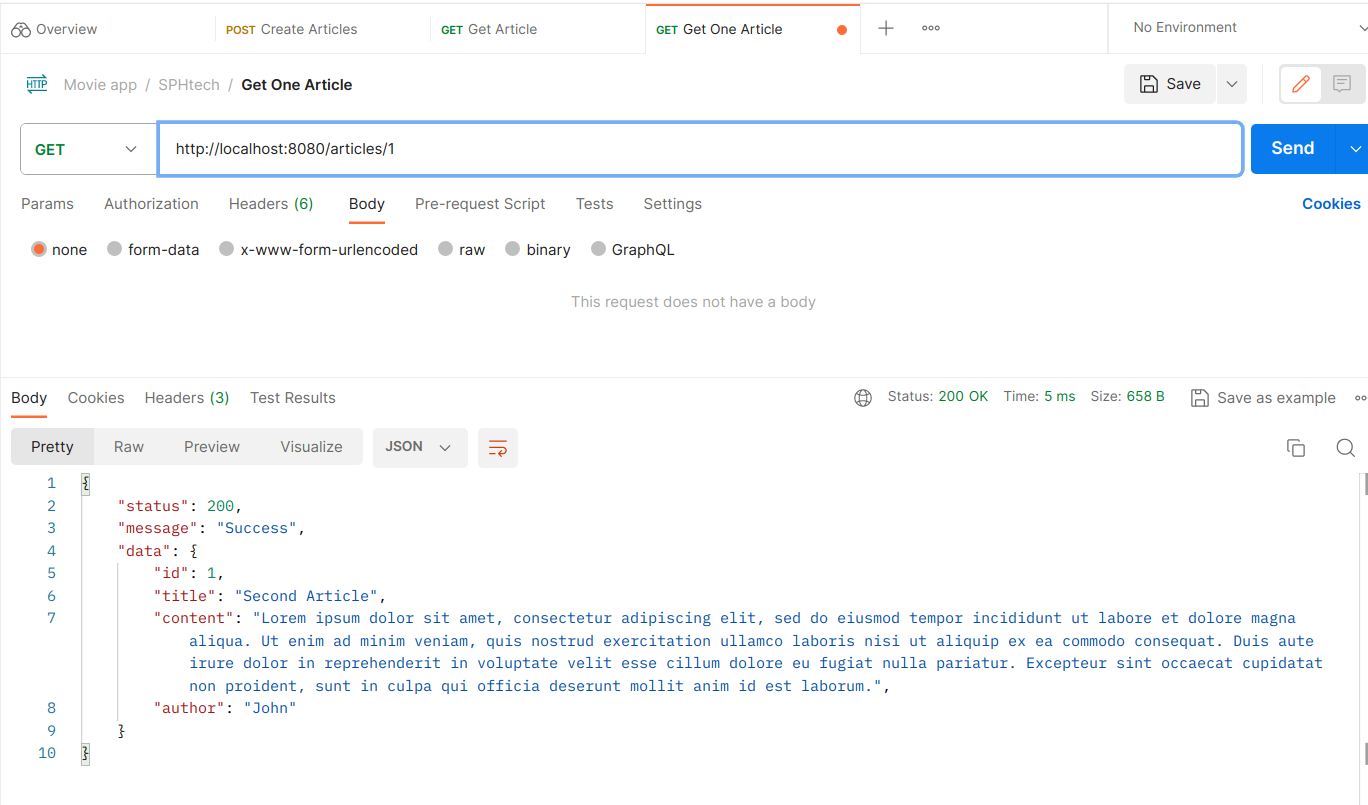 Overview POST Create Articles GET Get Article GET Get One Article No Environment
HTTP Movie app / SPHtech / Get One Article Save
GET http://localhost:8080/articles/1 Send
Params Authorization Headers (6) Body Pre-request Script Tests Settings Cookies
none form-data x-www-form-urlencoded raw binary GraphQL
This request does not have a body
Body Cookies Headers (3) Test Results Status: 200 OK Time: 5 ms Size: 658 B Save as example
Pretty Raw Preview Visualize JSON
1 {
2 "status": 200,
3 "message": "Success",
4 "data": {
5 "id": 1,
6 "title": "Second Article",
7 "content": "Lorem ipsum dolor sit amet, consectetur adipiscing elit, sed do eiusmod tempor incididunt ut labore et dolore magna
aliqua. Ut enim ad minim veniam, quis nostrud exercitation ullamco laboris nisi ut aliquip ex ea commodo consequat. Duis aute
irure dolor in reprehenderit in voluptate velit esse cillum dolore eu fugiat nulla pariatur. Excepteur sint occaecat cupidatat
non proident, sunt in culpa qui officia deserunt mollit anim id est laborum.",
8 "author": "John"
9 }
10 }